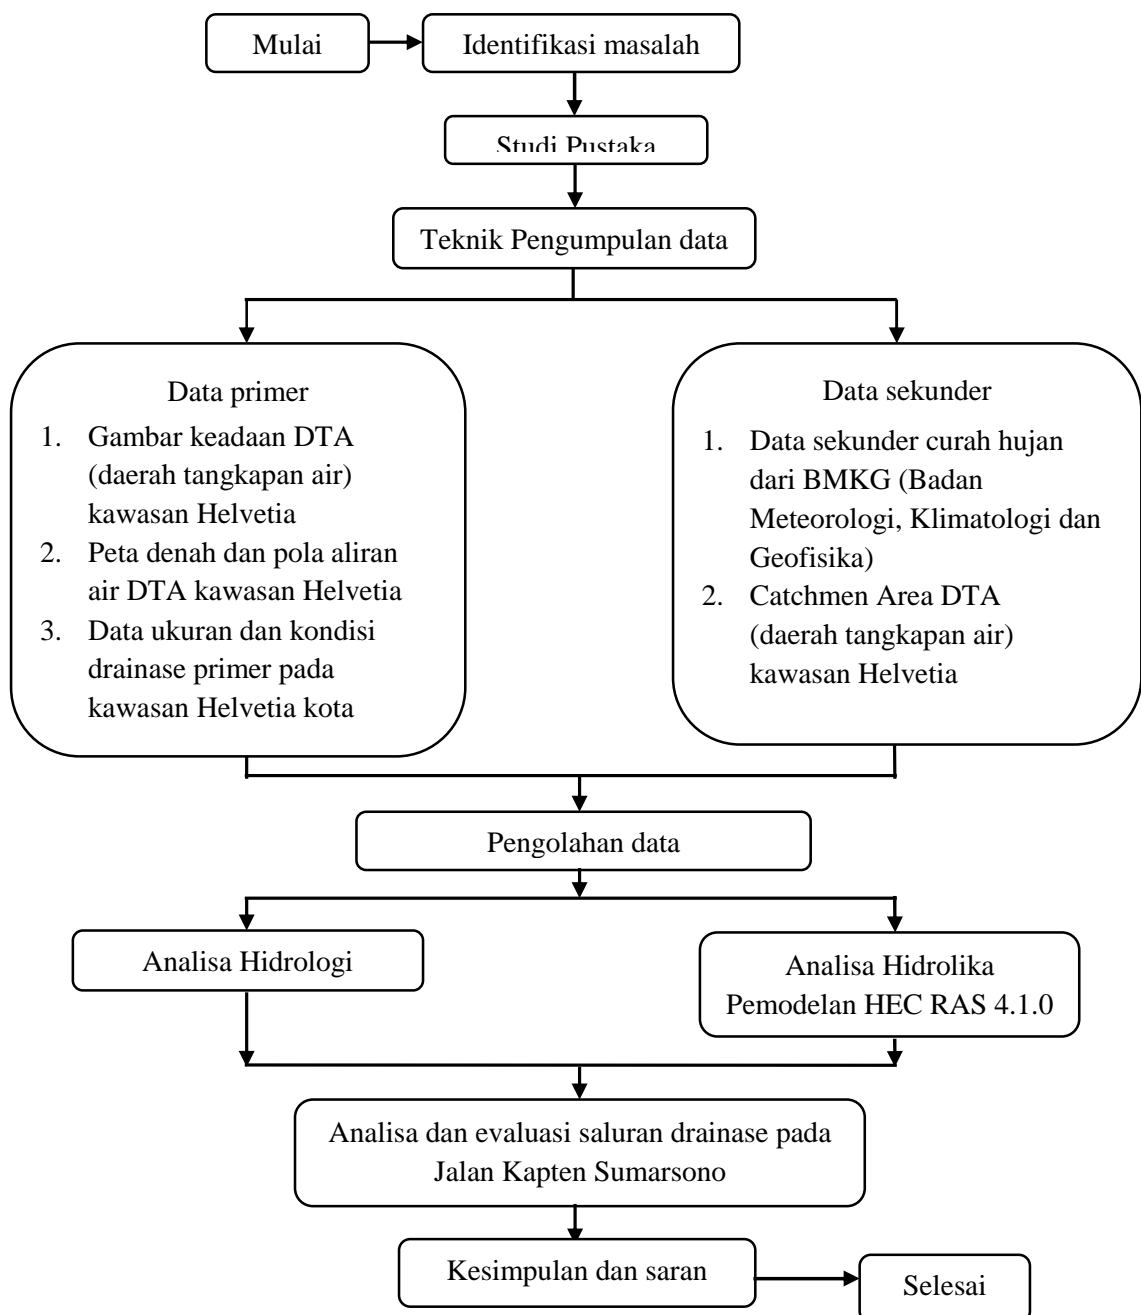 Mulai
Identifikasi masalah
Studi Pustaka
Teknik Pengumpulan data
Data primer
1. Gambar keadaan DTA
(daerah tangkapan air)
kawasan Helvetia
2. Peta denah dan pola aliran
air DTA kawasan Helvetia
3. Data ukuran dan kondisi
drainase primer pada
kawasan Helvetia kota
Data sekunder
1. Data sekunder curah hujan
dari BMKG (Badan
Meteorologi, Klimatologi dan
Geofisika)
2. Catchmen Area DTA
(daerah tangkapan air)
kawasan Helvetia
Pengolahan data
Analisa Hidrologi
Analisa Hidrolika
Pemodelan HEC RAS 4.1.0
Analisa dan evaluasi saluran drainase pada
Jalan Kapten Sumarsono
Kesimpulan dan saran
Selesai